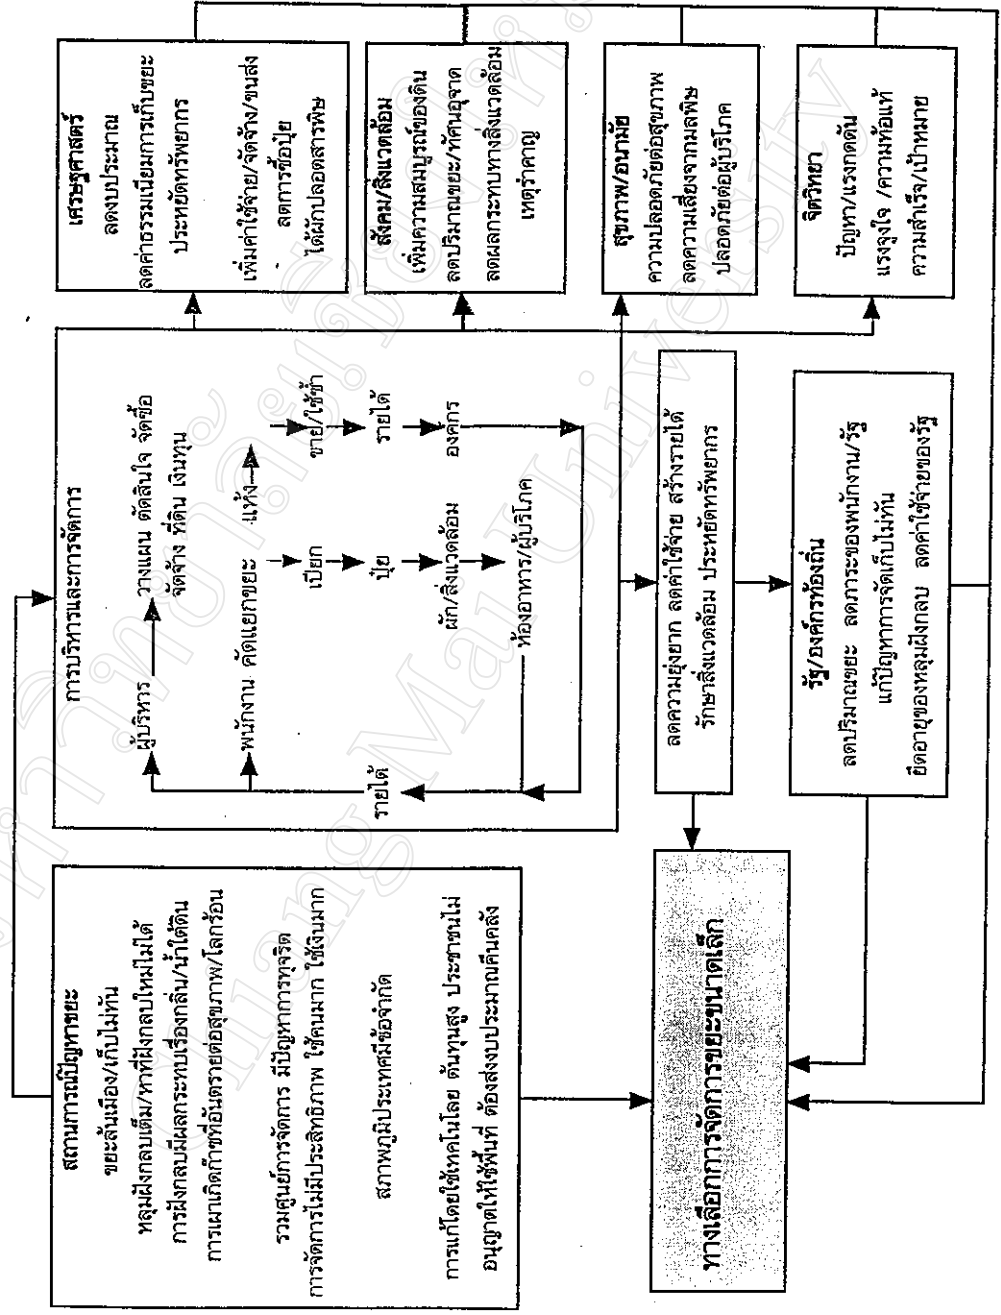 สถานการณ์ปัญหาขยะ
ขยะล้นเมือง/เก็บไม่ทัน
หลุมฝังกลบเต็ม/หาที่ฝังกลบใหม่ไม่ได้
การฝังกลบมีผลกระทบเรื่องกลิ่น/น้ำใต้ดิน
การเผาเกิดก๊าซที่อันตรายต่อสุขภาพ/โลกร้อน
รวมศูนย์การจัดการ มีปัญหาการทุจริต
การจัดการไม่มีประสิทธิภาพ ใช้คนมาก ใช้เงินมาก
สภาพภูมิประเทศมีข้อจำกัด
การแก้โดยใช้เทคโนโลย ต้นทุนสูง ประชาชนไม่
อนุญาตให้ใช้พื้นที่ ต้องส่งงบประมาณคืนคลัง
การบริหารและการจัดการ
ผู้บริหาร
วางแผน ตัดสินใจ จัดซื้อ
จัดจ้าง ที่ดิน เงินทุน
พนักงาน คัดแยกขยะ
แห้ง
เปียก
ขาย/ใช้ซ้ำ
ปุ๋ย
รายได้
ผัก/สิ่งแวดล้อม
องค์กร
ห้องอาหาร/ผู้บริโภค
รายได้
เศรษฐศาสตร์
ลดงบประมาณ
ลดค่าธรรมเนียมการเก็บขยะ
ประหยัดทรัพยากร
เพิ่มค่าใช้จ่าย/จัดจ้าง/ขนส่ง
ลดการซื้อปุ๋ย
ได้ผักปลอดสารพิษ
สังคม/สิ่งแวดล้อม
เพิ่มความสมบูรณ์ของดิน
ลดปริมาณขยะ/ทัศนอุจาด
ลดผลกระทบทางสิ่งแวดล้อม
เหตุรำคาญ
สุขภาพ/อนามัย
ความปลอดภัยต่อสุขภาพ
ลดความเสี่ยงจากมลพิษ
ปลอดภัยต่อผู้บริโภค
จิตวิทยา
ปัญหา/แรงกดดัน
แรงจูงใจ /ความท้อแท้
ความสำเร็จ/เป้าหมาย
ลดความยุ่งยาก ลดค่าใช้จ่าย สร้างรายได้
รักษาสิ่งแวดล้อม ประหยัดทรัพยากร
รัฐ/องค์กรท้องถิ่น
ลดปริมาณขยะ ลดภาระของพนักงาน/รัฐ
แก้ปัญหาการจัดเก็บไม่ทัน
ยืดอายุของหลุมฝังกลบ ลดค่าใช้จ่ายของรัฐ
ทางเลือกการจัดการขยะขนาดเล็ก
Chiang Mai University